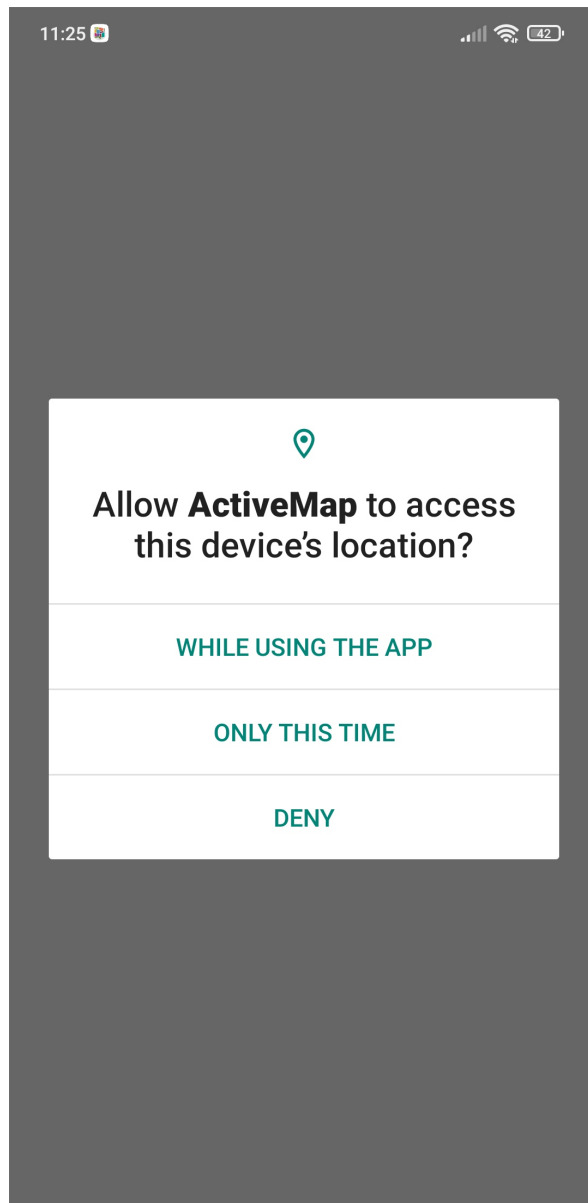 11:25
42
Allow ActiveMap to access
this device’s location?
WHILE USING THE APP
ONLY THIS TIME
DENY